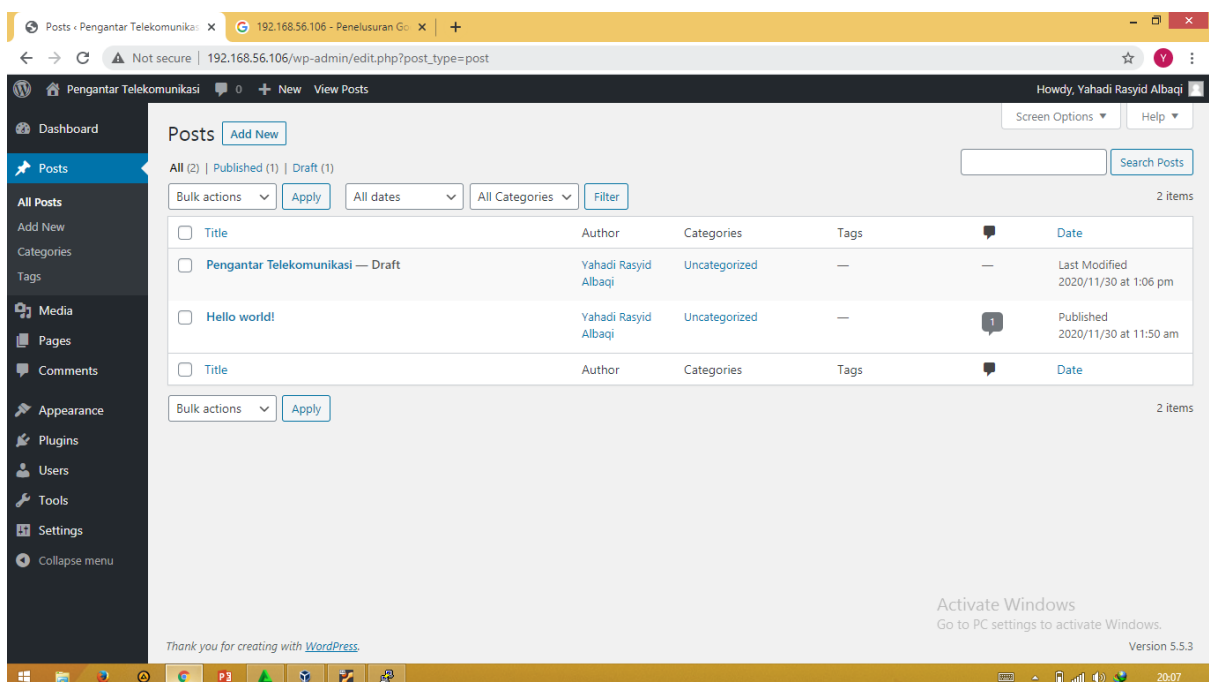 Posts ‹ Pengantar Telekomunikas
192.168.56.106 - Penelusuran Go
Not secure | 192.168.56.106/wp-admin/edit.php?post_type=post
Y
Pengantar Telekomunikasi 0 + New View Posts
Howdy, Yahadi Rasyid Albaqi
Dashboard
Posts
All Posts
Add New
Categories
Tags
Media
Pages
Comments
Appearance
Plugins
Users
Tools
Settings
Collapse menu
Screen Options ▼ Help ▼
Posts Add New
All (2) | Published (1) | Draft (1)
Search Posts
Bulk actions Apply All dates All Categories Filter
2 items
Title Author Categories Tags Date
Pengantar Telekomunikasi — Draft Yahadi Rasyid Albaqi Uncategorized — — Last Modified
2020/11/30 at 1:06 pm
Hello world! Yahadi Rasyid Albaqi Uncategorized — 1 Published
2020/11/30 at 11:50 am
Title Author Categories Tags Date
Bulk actions Apply
2 items
Activate Windows
Go to PC settings to activate Windows.
Thank you for creating with WordPress.
Version 5.5.3
20:07